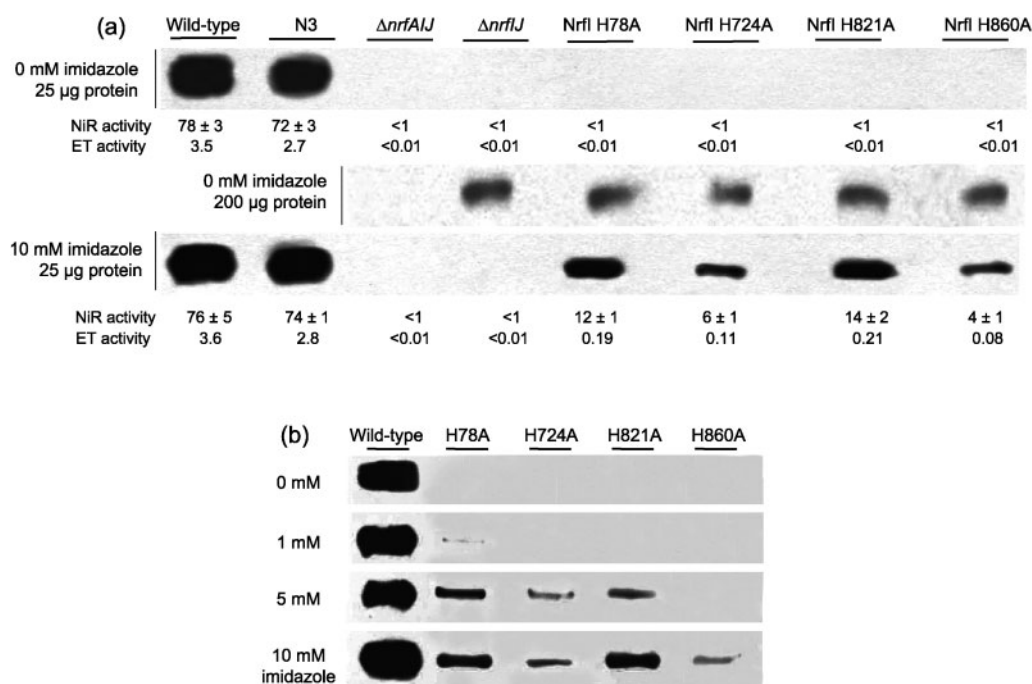 (a)
Wild-type N3 ΔnrfAIJ ΔnrfIJ NrfI H78A NrfI H724A NrfI H821A NrfI H860A
0 mM imidazole
25 µg protein
NiR activity 78 ± 3 72 ± 3 <1 <1 <1 <1 <1 <1
ET activity 3.5 2.7 <0.01 <0.01 <0.01 <0.01 <0.01 <0.01
0 mM imidazole
200 µg protein
10 mM imidazole
25 µg protein
NiR activity 76 ± 5 74 ± 1 <1 <1 12 ± 1 6 ± 1 14 ± 2 4 ± 1
ET activity 3.6 2.8 <0.01 <0.01 0.19 0.11 0.21 0.08
(b)
Wild-type H78A H724A H821A H860A
0 mM
1 mM
5 mM
10 mM
imidazole